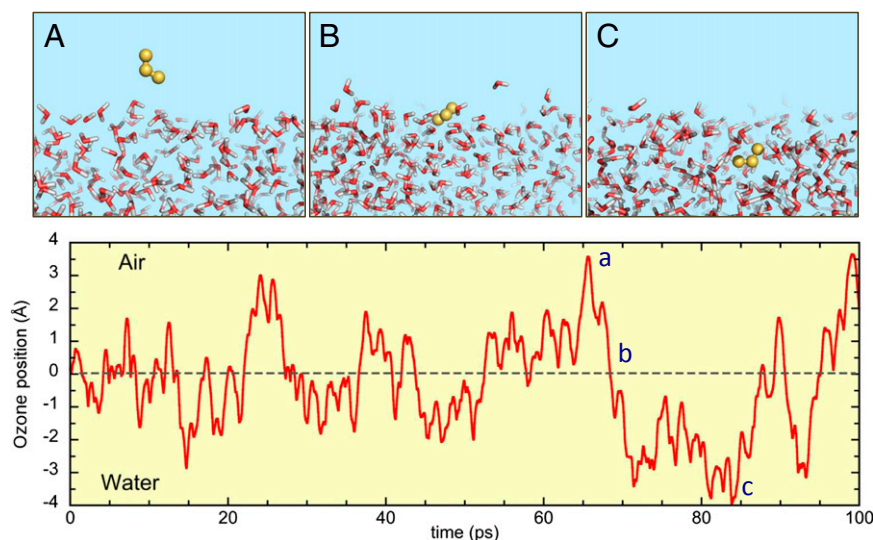 A B C
4
3
2
1
0
-1
-2
-3
-4
Ozone position (Å)
Air
Water
a
b
c
0 20 40 60 80 100
time (ps)